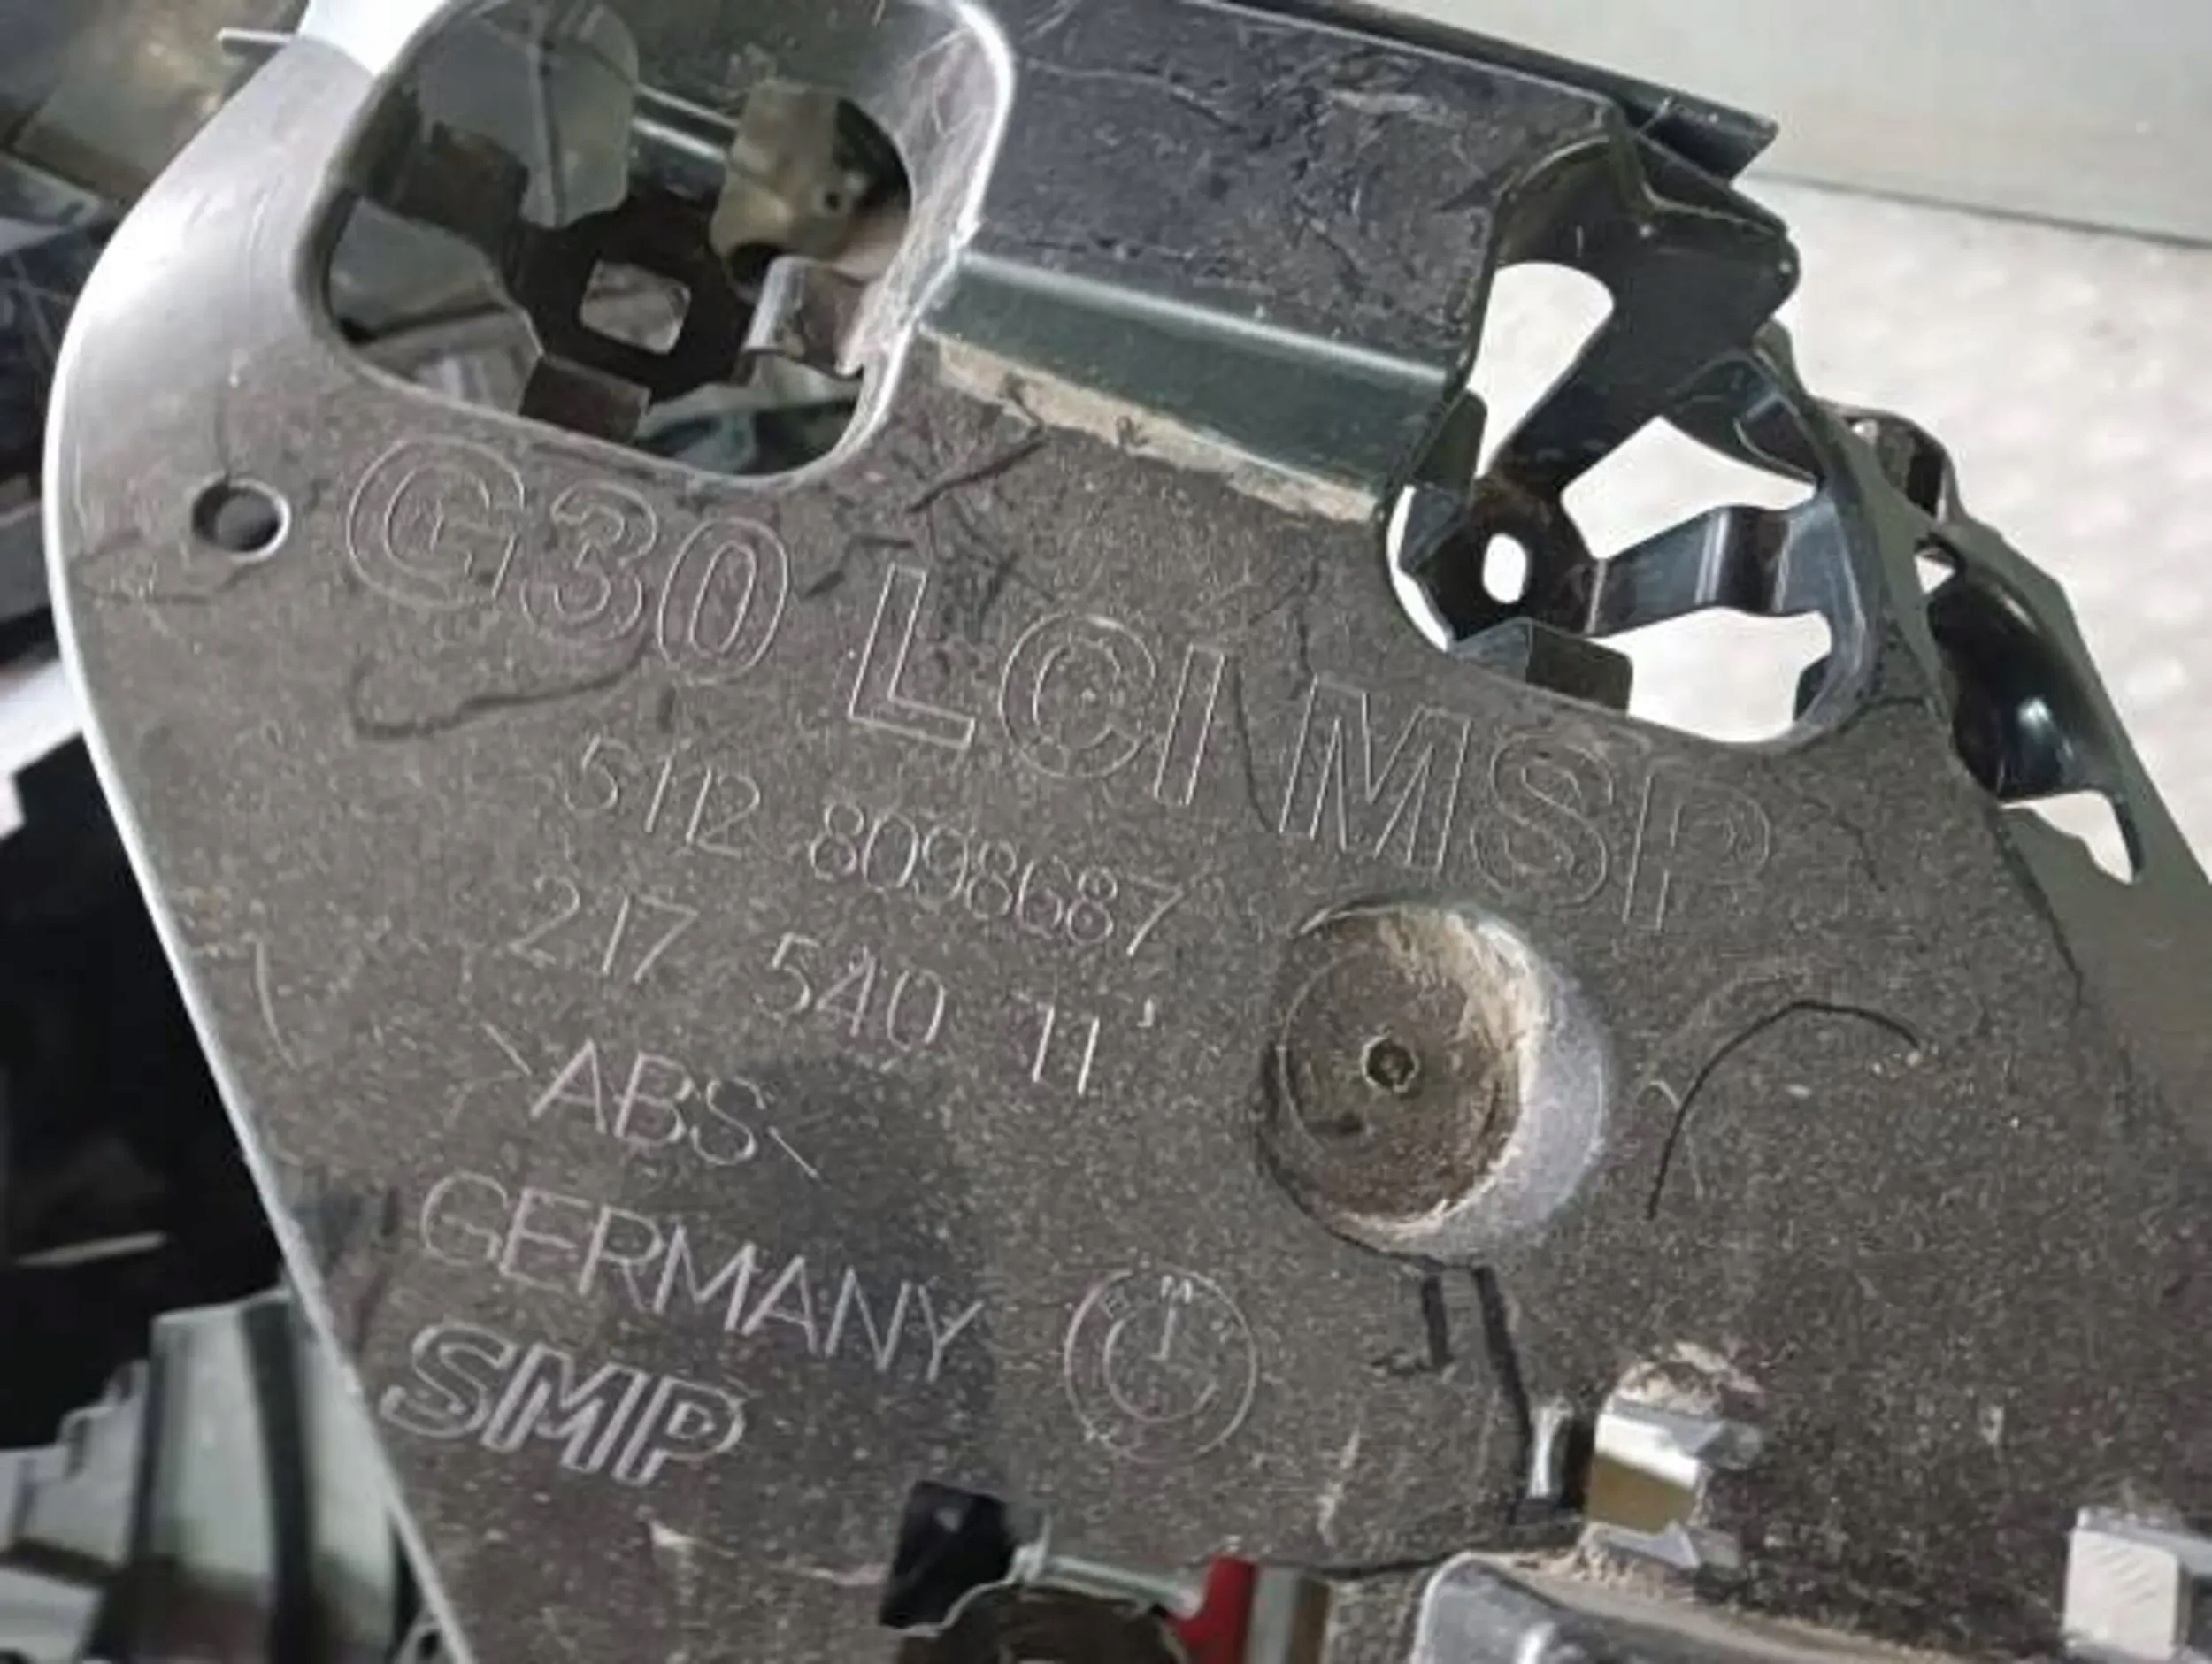 G30 LCI MSP
5112 8098687
217 540 11
ABS
GERMANY
SMP